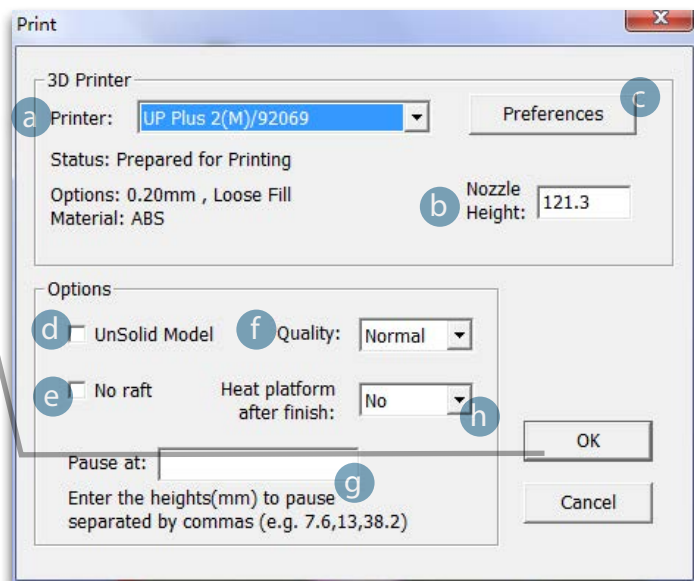 Print
X
3D Printer
a Printer: UP Plus 2(M)/92069 Preferences c
Status: Prepared for Printing
Options: 0.20mm , Loose Fill
Material: ABS
b Nozzle
Height: 121.3
Options
d UnSolid Model f Quality: Normal
e No raft Heat platform
after finish: No h
OK
Pause at: g
Enter the heights(mm) to pause
separated by commas (e.g. 7.6,13,38.2)
Cancel